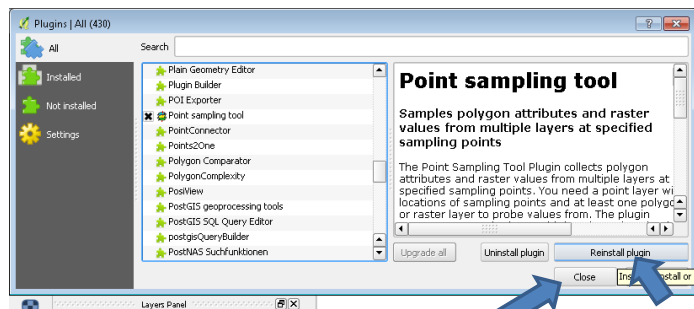 Plugins | All (430)
All
Installed
Not installed
Settings
Search
Plain Geometry Editor
Plugin Builder
POI Exporter
Point sampling tool
PointConnector
Points2One
Polygon Comparator
PolygonComplexity
PosiView
PostGIS geoprocessing tools
PostGIS SQL Query Editor
postgisQueryBuilder
PostNAS Suchfunktionen
Point sampling tool
Samples polygon attributes and raster
values from multiple layers at specified
sampling points
The Point Sampling Tool Plugin collects polygon
attributes and raster values from multiple layers at
specified sampling points. You need a point layer wi
locations of sampling points and at least one polygo
or raster layer to probe values from. The plugin
Upgrade all
Uninstall plugin
Reinstall plugin
Close
stall or
Layers Panel